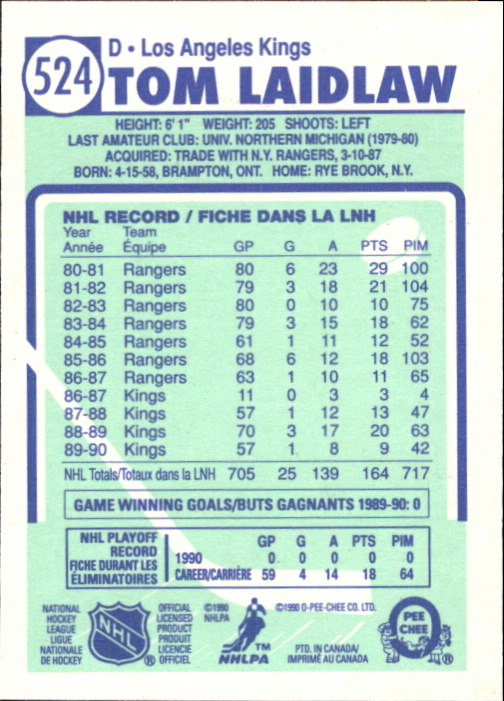 524
D • Los Angeles Kings
TOM LAIDLAW
HEIGHT: 6' 1" WEIGHT: 205 SHOOTS: LEFT
LAST AMATEUR CLUB: UNIV. NORTHERN MICHIGAN (1979-80)
ACQUIRED: TRADE WITH N.Y. RANGERS, 3-10-87
BORN: 4-15-58, BRAMPTON, ONT. HOME: RYE BROOK, N.Y.
NHL RECORD / FICHE DANS LA LNH
Year Team
Année Équipe GP G A PTS PIM
80-81 Rangers 80 6 23 29 100
81-82 Rangers 79 3 18 21 104
82-83 Rangers 80 0 10 10 75
83-84 Rangers 79 3 15 18 62
84-85 Rangers 61 1 11 12 52
85-86 Rangers 68 6 12 18 103
86-87 Rangers 63 1 10 11 65
86-87 Kings 11 0 3 3 4
87-88 Kings 57 1 12 13 47
88-89 Kings 70 3 17 20 63
89-90 Kings 57 1 8 9 42
NHL Totals/Totaux dans la LNH 705 25 139 164 717
GAME WINNING GOALS/BUTS GAGNANTS 1989-90: 0
NHL PLAYOFF
RECORD
FICHE DURANT LES
ÉLIMINATOIRES
GP G A PTS PIM
1990 0 0 0 0 0
CAREER/CARRIÈRE 59 4 14 18 64
NATIONAL
HOCKEY
LEAGUE
LIGUE
NATIONALE
DE HOCKEY
NHL
®
OFFICIAL
LICENSED
PRODUCT
PRODUIT
LICENCIE
OFFICIEL
©1990
NHLPA
TM
NHLPA
©1990 O-PEE-CHEE CO. LTD.
PTD. IN CANADA/
IMPRIMÉ AU CANADA
O PEE CHEE
®